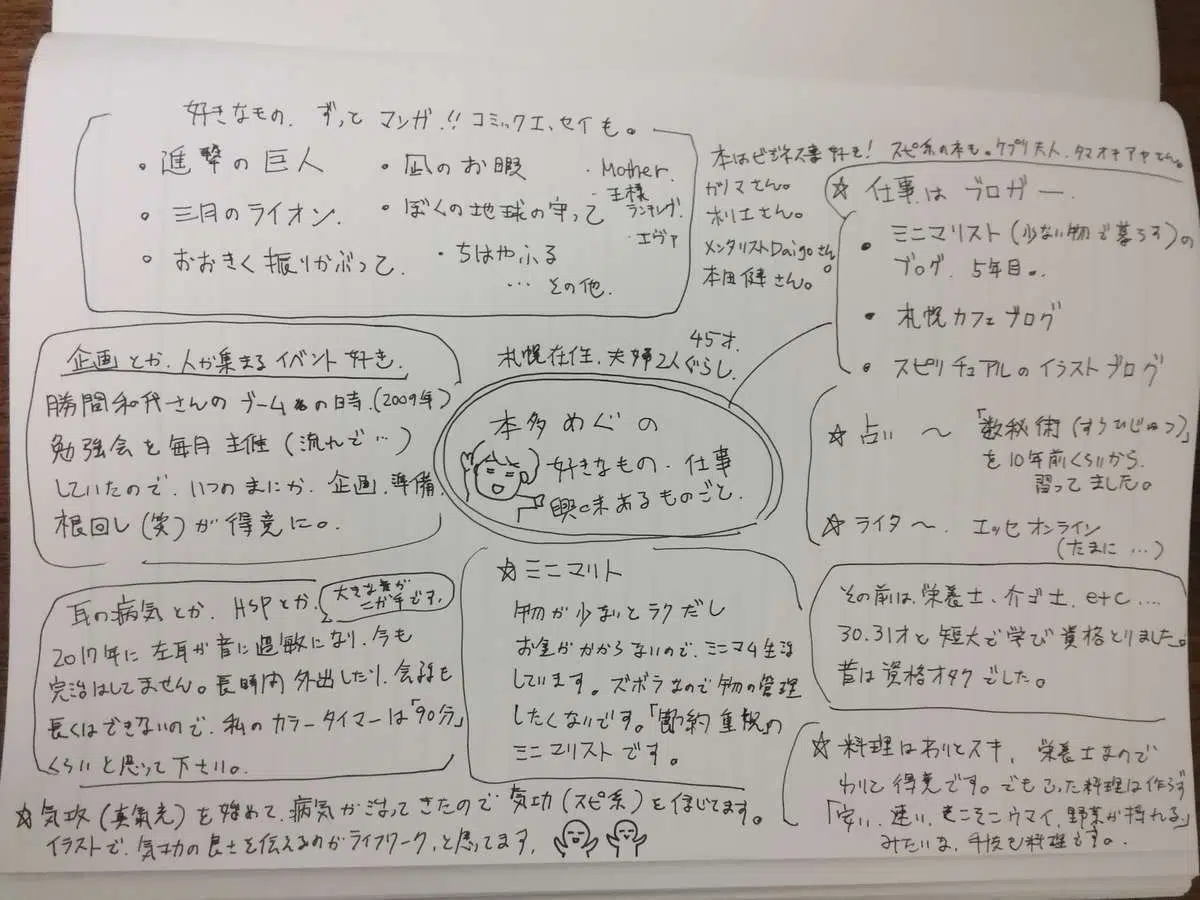 好きなもの、ずっと マンガ!! コミックエッセイも。
・進撃の巨人
・三月のライオン
・おおきく振りかぶって
・凪のお暇
・ぼくの地球の守って
・ちはやふる
… その他
・Mother
・王様
ランキング
・エヴァ
本はビジネス書好き! スピ系の本も。ケプリ夫人、タマオキアヤさん。
ガリマさん。
ホリエさん。
メンタリストDaigoさん。
本田健さん。
☆ 仕事はブロガー
・ミニマリスト(少ない物で暮らす)の
ブログ、5年目。
・札幌カフェブログ
・スピリチュアルのイラストブログ
☆ 占い 〜 「数秘術(すうひじゅつ)」
を10年前くらいから
習ってました。
☆ ライター 〜 エッセオンライン
(たまに…)
企画とか、人が集まるイベント好き。
勝間和代さんのブームの時、(2009年)
勉強会を毎月主催(流れで…)
していたので、いつのまにか、企画、準備、
根回し(笑)が得意に。
45才、
札幌在住、夫婦2人ぐらし。
本多めぐの
好きなもの・仕事
興味あるものごと、
耳の病気とか、HSPとか、
大きな音が
ニガ手です。
2017年に左耳が音に過敏になり、今も
完治はしてません。長時間外出したり、会話も
長くはできないので、私のカラータイマーは「90分」
くらいと思って下さい。
☆ミニマリト
物が少ないとラクだし
お金がかからないので、ミニマム生活
しています。ズボラなので物の管理
したくないです。「節約重視」の
ミニマリストです。
その前は、栄養士、介ゴ士、etc…
30.31才と短大で学び資格とりました。
昔は資格オタクでした。
☆料理はわりとスキ、栄養士なので
わりと得意です。でもこった料理は作らず
「安い、速い、そこそこウマイ、野菜が摂れる」
みたいな、手抜き料理です。
☆気功(真氣光)を始めて、病気が治ってきたので気功(スピ系)を信じてます。
イラストで、気功の良さを伝えるのがライフワーク、と思ってます。